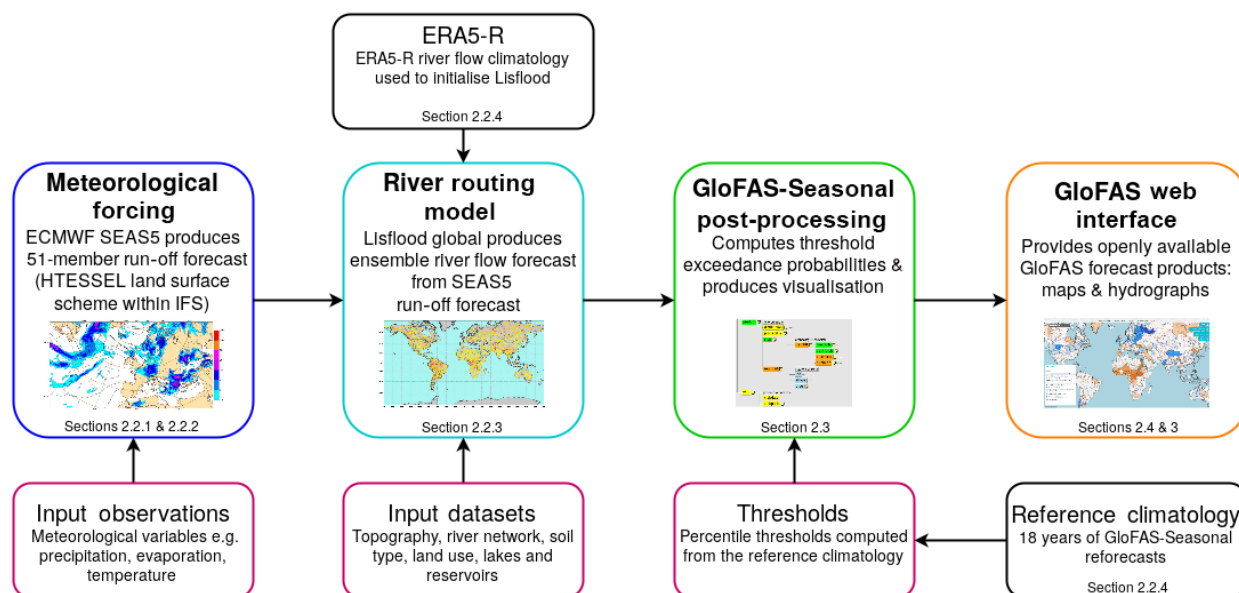 ERA5-R
ERA5-R river flow climatology
used to initialise Lisflood
Section 2.2.4
Meteorological
forcing
ECMWF SEAS5 produces
51-member run-off forecast
(HTESSEL land surface
scheme within IFS)
Sections 2.2.1 & 2.2.2
River routing
model
Lisflood global produces
ensemble river flow forecast
from SEAS5
run-off forecast
Section 2.2.3
GloFAS-Seasonal
post-processing
Computes threshold
exceedance probabilities &
produces visualisation
Section 2.3
GloFAS web
interface
Provides openly available
GloFAS forecast products:
maps & hydrographs
Sections 2.4 & 3
Input observations
Meteorological variables e.g.
precipitation, evaporation,
temperature
Input datasets
Topography, river network, soil
type, land use, lakes and
reservoirs
Thresholds
Percentile thresholds computed
from the reference climatology
Reference climatology
18 years of GloFAS-Seasonal
reforecasts
Section 2.2.4